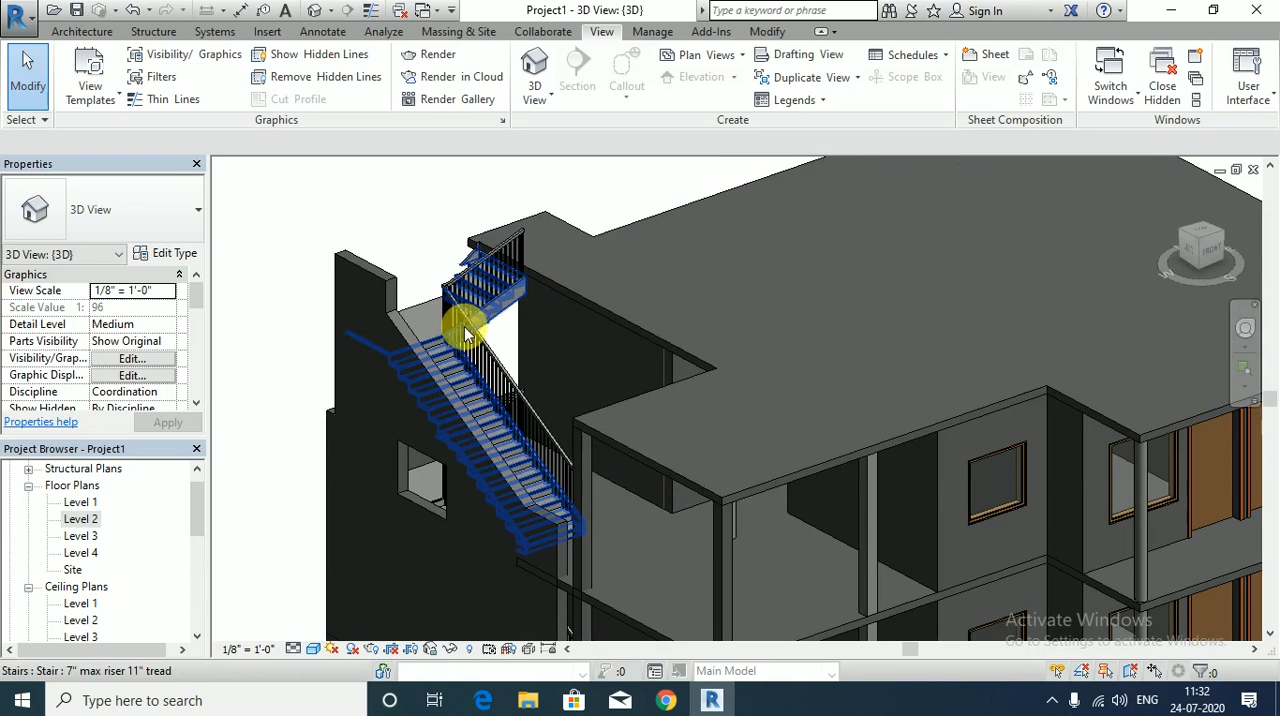 Project1 - 3D View: {3D}
Type a keyword or phrase
Sign In
Architecture Structure Systems Insert Annotate Analyze Massing & Site Collaborate View Manage Add-Ins Modify
Modify
Select
View Templates
Visibility/ Graphics
Filters
Thin Lines
Show Hidden Lines
Remove Hidden Lines
Cut Profile
Render
Render in Cloud
Render Gallery
Graphics
3D View
Section
Callout
Plan Views
Elevation
Drafting View
Duplicate View
Legends
Schedules
Scope Box
Create
Sheet
View
Sheet Composition
Switch Windows
Close Hidden
User Interface
Windows
Properties
3D View
3D View: {3D}
Edit Type
Graphics
View Scale 1/8" = 1'-0"
Scale Value 1: 96
Detail Level Medium
Parts Visibility Show Original
Visibility/Grap... Edit...
Graphic Displ... Edit...
Discipline Coordination
Show Hidden By Discipline
Properties help
Apply
Project Browser - Project1
Structural Plans
Floor Plans
Level 1
Level 2
Level 3
Level 4
Site
Ceiling Plans
Level 1
Level 2
Level 3
FRONT
Activate Windows
Go to Settings to activate Windows.
1/8" = 1'-0"
Stairs : Stair : 7" max riser 11" tread
:0
Main Model
:0
Type here to search
ENG
11:32
24-07-2020